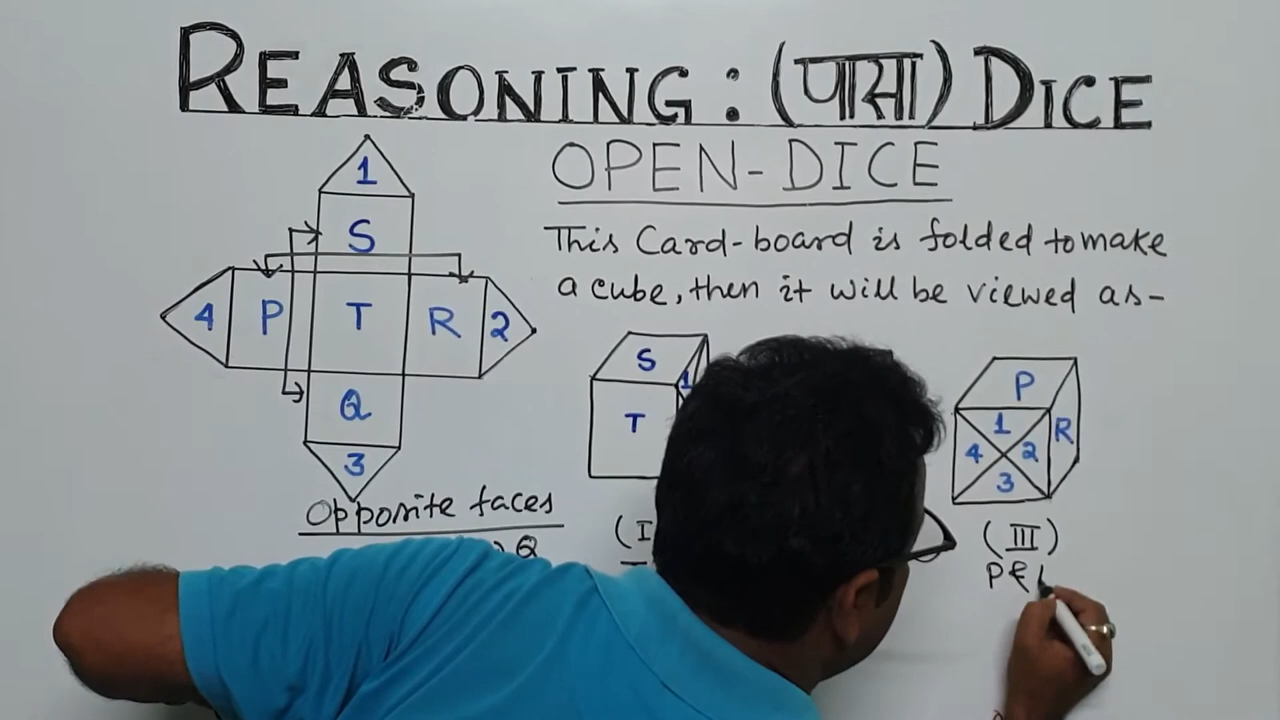 REASONING : (पासा) DICE
OPEN-DICE
This Card-board is folded to make
a cube, then it will be viewed as-
1
S
4 P T R 2
Q
3
Opposite faces
Q
S
T 1
(I
P
1
4 2 R
3
(III)
P &